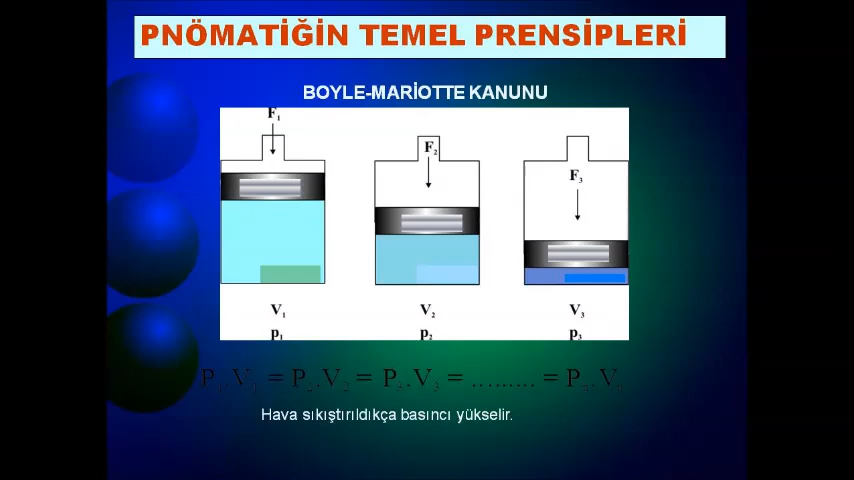 PNÖMATİĞİN TEMEL PRENSİPLERİ
BOYLE-MARİOTTE KANUNU
F₁ F₂ F₃
V₁ V₂ V₃
p₁ p₂ p₃
P₁.V₁ = P₂.V₂ = P₃.V₃ = ......... =
Hava sıkıştırıldıkça basıncı yükselir.